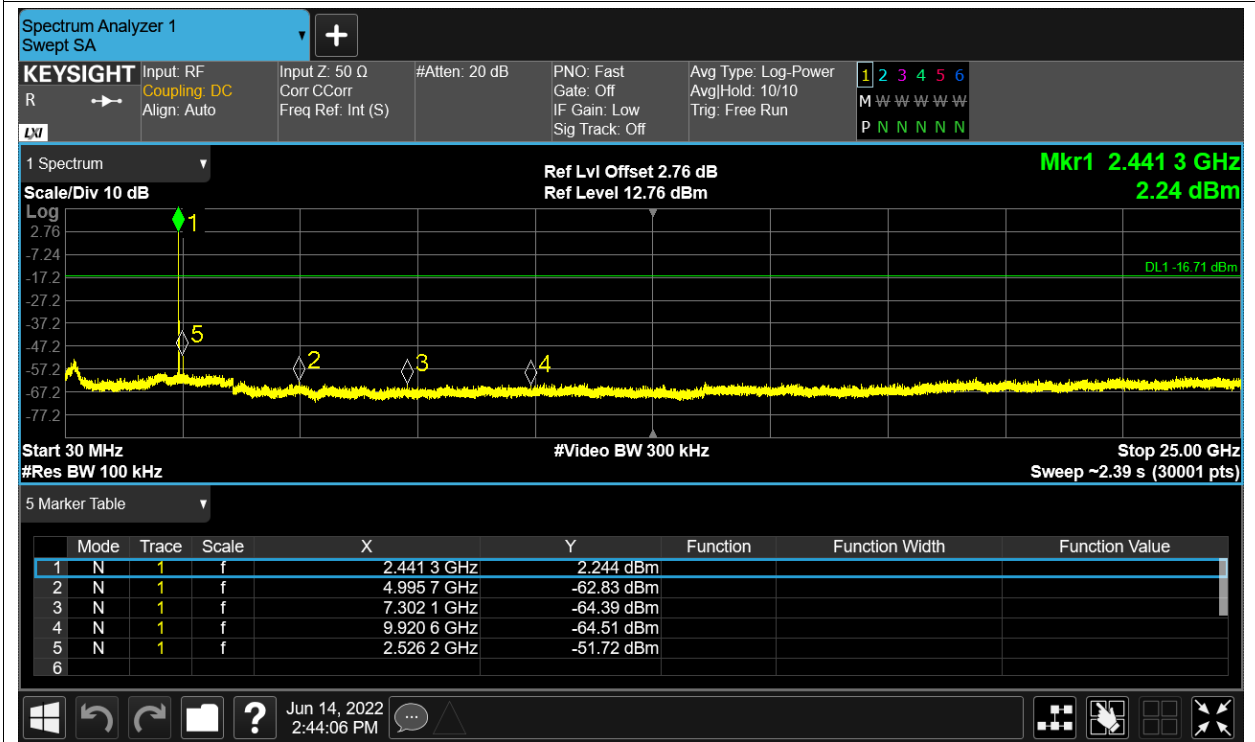 Spectrum Analyzer 1
Swept SA
KEYSIGHT
R
LXI
Input: RF
Coupling: DC
Align: Auto
Input Z: 50 Ω
Corr CCorr
Freq Ref: Int (S)
#Atten: 20 dB
PNO: Fast
Gate: Off
IF Gain: Low
Sig Track: Off
Avg Type: Log-Power
Avg|Hold: 10/10
Trig: Free Run
1 2 3 4 5 6
M W W W W W
P N N N N N
1 Spectrum
Scale/Div 10 dB
Ref Lvl Offset 2.76 dB
Ref Level 12.76 dBm
Mkr1 2.441 3 GHz
2.24 dBm
Log
2.76
-7.24
-17.2
-27.2
-37.2
-47.2
-57.2
-67.2
-77.2
1
DL1 -16.71 dBm
5
2
3
4
Start 30 MHz
#Res BW 100 kHz
#Video BW 300 kHz
Stop 25.00 GHz
Sweep ~2.39 s (30001 pts)
5 Marker Table
Mode Trace Scale X Y Function Function Width Function Value
1 N 1 f 2.441 3 GHz 2.244 dBm
2 N 1 f 4.995 7 GHz -62.83 dBm
3 N 1 f 7.302 1 GHz -64.39 dBm
4 N 1 f 9.920 6 GHz -64.51 dBm
5 N 1 f 2.526 2 GHz -51.72 dBm
6
?
Jun 14, 2022
2:44:06 PM